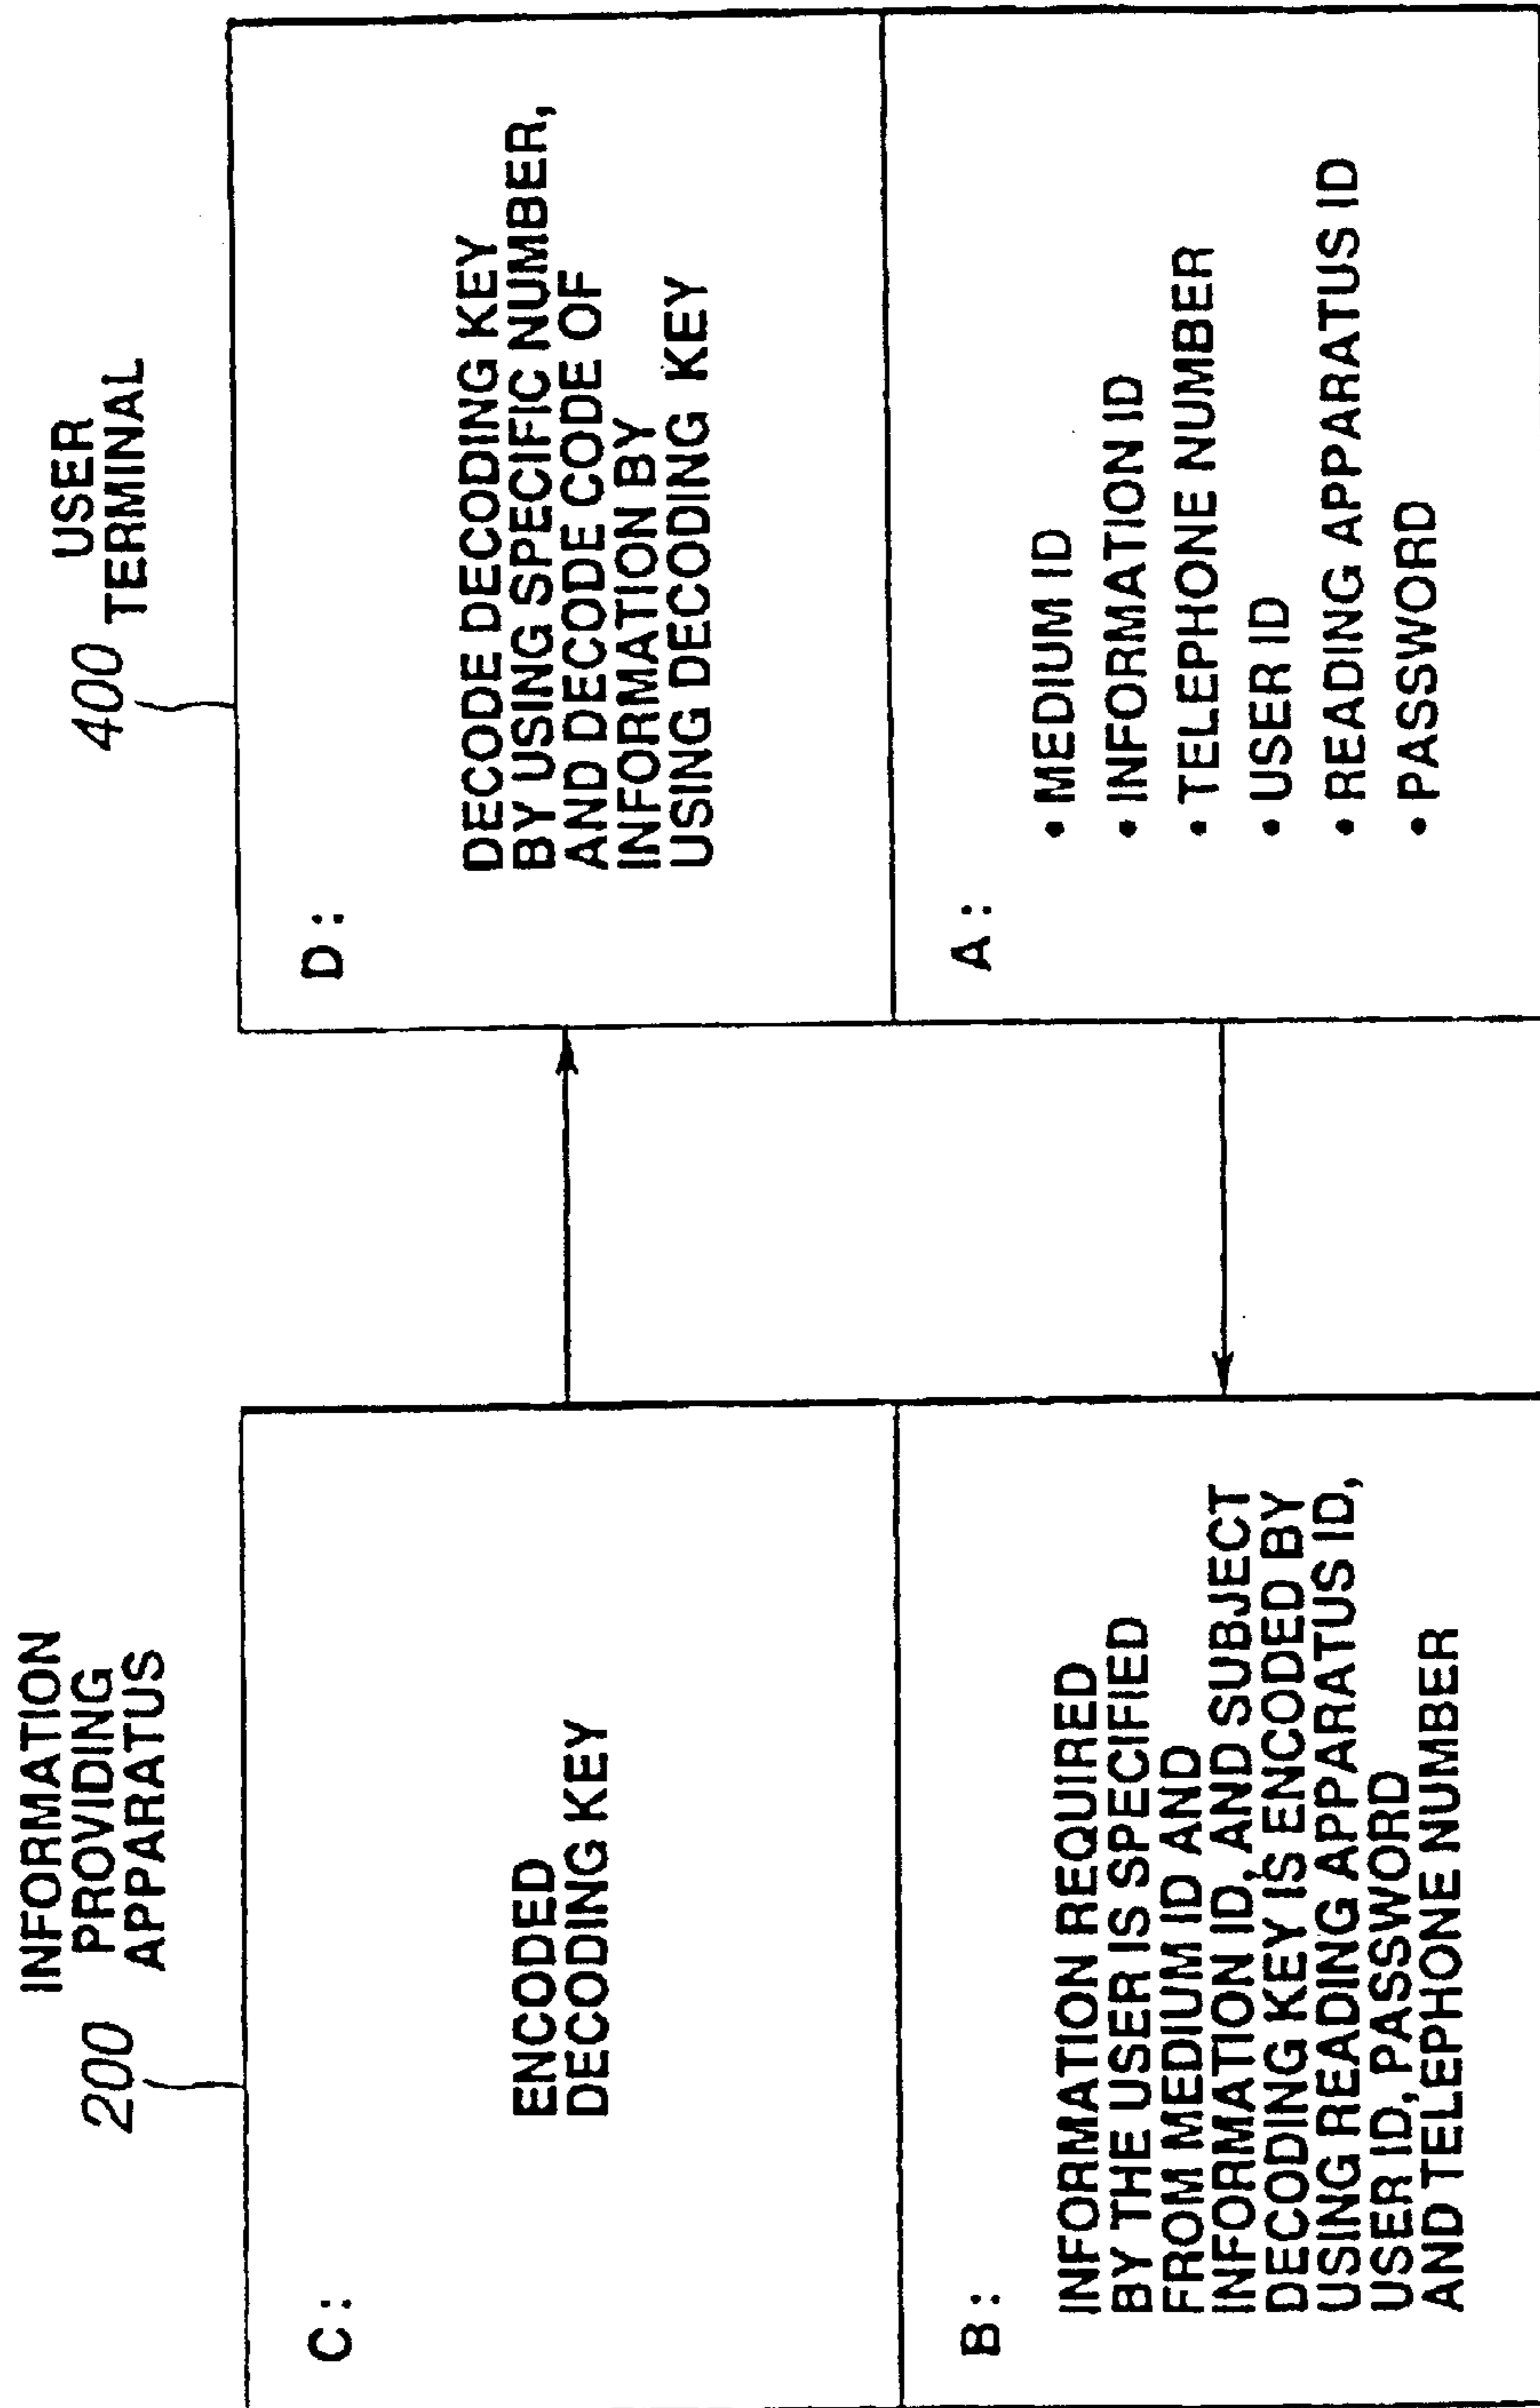 INFORMATION
PROVIDING
APPARATUS
200
C:
ENCODED
DECODING KEY
B:
INFORMATION REQUIRED
BY THE USER IS SPECIFIED
FROM MEDIUM ID AND
INFORMATION ID, AND SUBJECT
DECODING KEY IS ENCODED BY
USING READING APPARATUS ID,
USER ID, PASSWORD
AND TELEPHONE NUMBER
USER
TERMINAL
400
D:
DECODE DECODING KEY
BY USING SPECIFIC NUMBER,
AND DECODE CODE OF
INFORMATION BY
USING DECODING KEY
A:
• MEDIUM ID
• INFORMATION ID
• TELEPHONE NUMBER
• USER ID
• READING APPARATUS ID
• PASSWORD